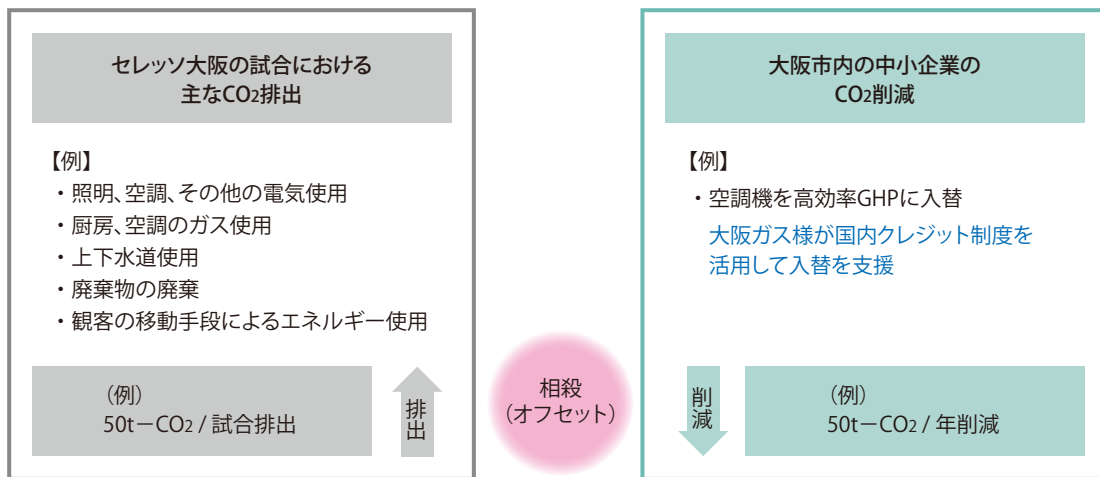 セレッソ大阪の試合における
主なCO2排出
【例】
・照明、空調、その他の電気使用
・厨房、空調のガス使用
・上下水道使用
・廃棄物の廃棄
・観客の移動手段によるエネルギー使用
（例）
50t－CO2 / 試合排出
排出
相殺
（オフセット）
大阪市内の中小企業の
CO2削減
【例】
・空調機を高効率GHPに入替
大阪ガス様が国内クレジット制度を
活用して入替を支援
削減
（例）
50t－CO2 / 年削減